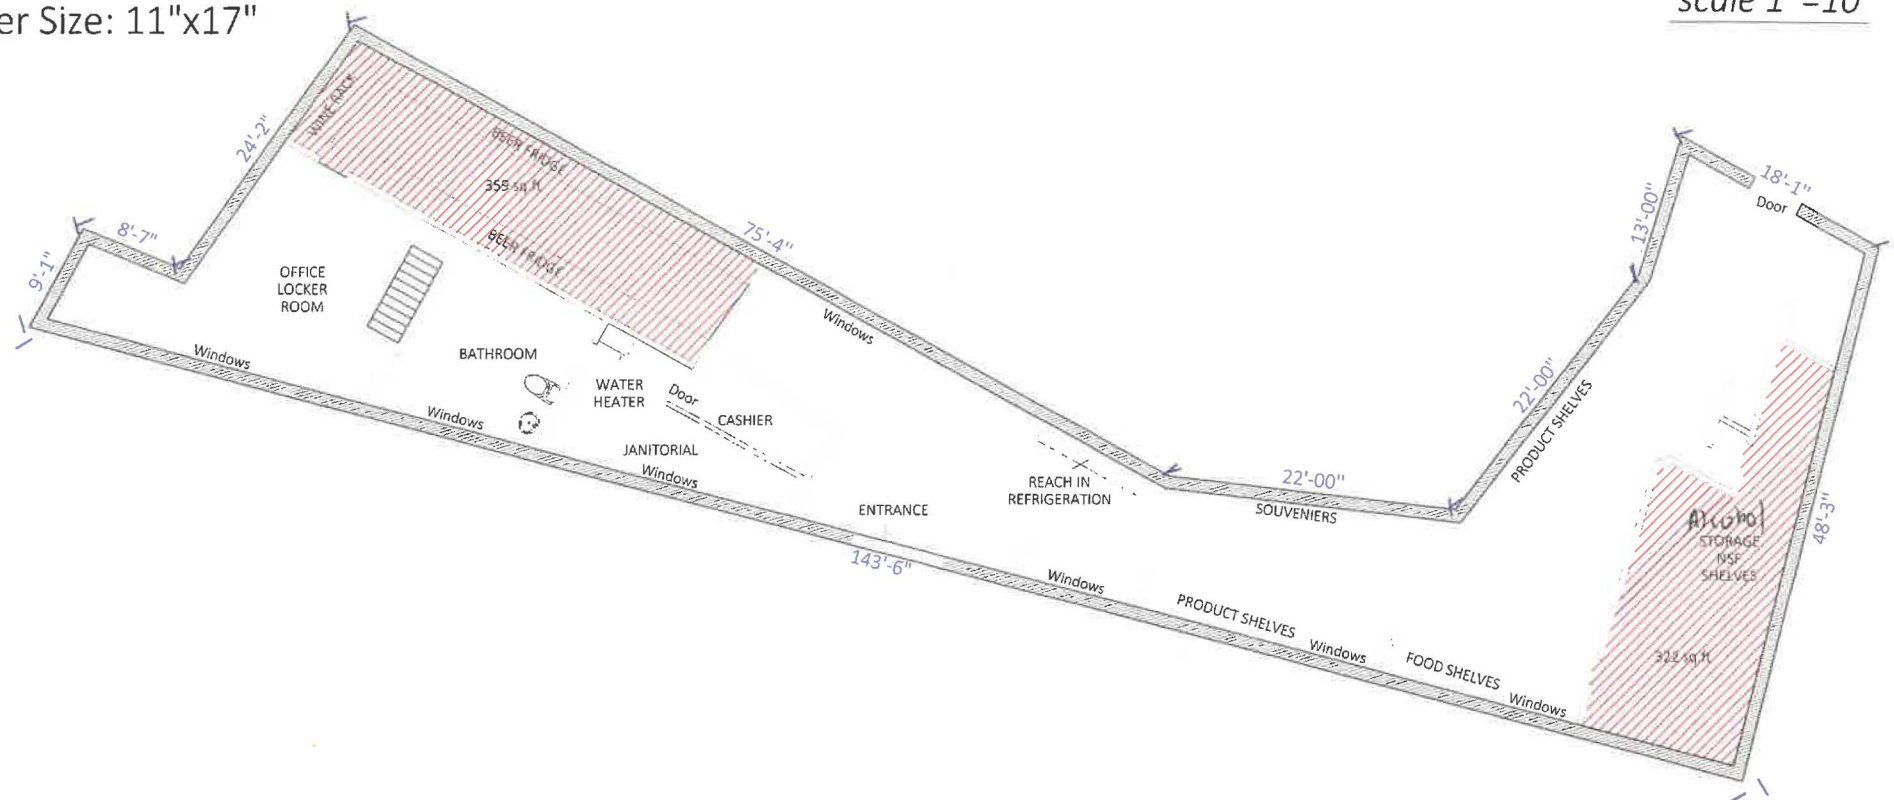 er Size: 11"x17"
scale 1"=10'
WINE RACK
BEER FRIDGE
359 sq.ft
BEER FRIDGE
24'-2"
8'-7"
9'-1"
OFFICE
LOCKER
ROOM
75'-4"
Windows
18'-1"
Door
13'-00"
22'-00"
PRODUCT SHELVES
Windows
BATHROOM
WATER
HEATER
Door
CASHIER
Windows
JANITORIAL
Windows
REACH IN
REFRIGERATION
22'-00"
SOUVENIERS
ENTRANCE
143'-6"
Alcohol
STORAGE
NSF
SHELVES
48'-3"
322 sq.ft
Windows
PRODUCT SHELVES
Windows
FOOD SHELVES
Windows